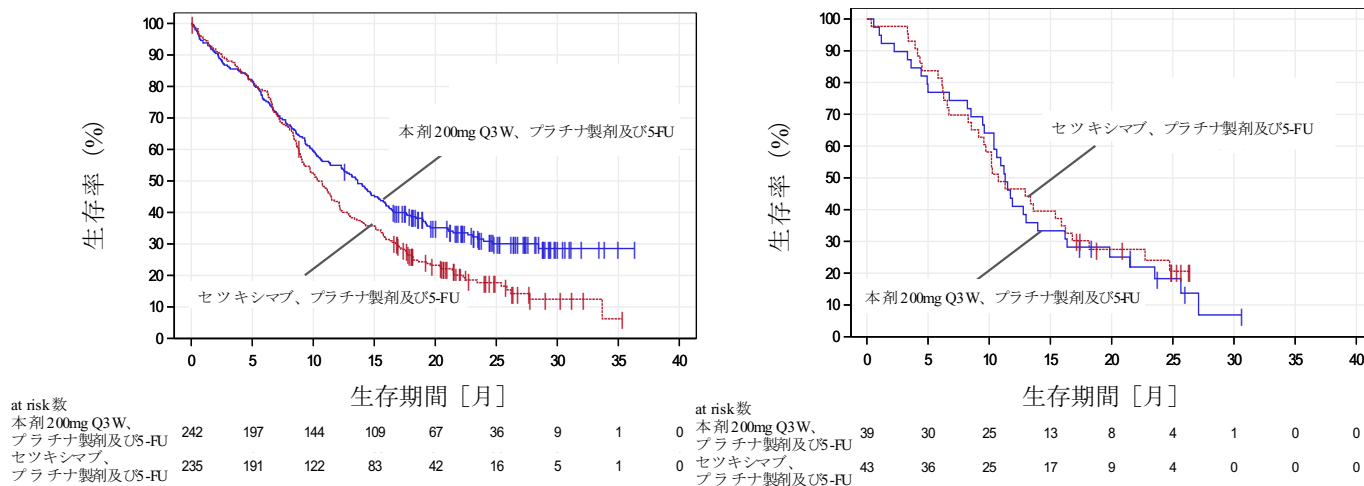 100
90
80
70
60
50
40
30
20
10
0
生存率 (%)
本剤200mg Q3W、プラチナ製剤及び5-FU
セツキシマブ、プラチナ製剤及び5-FU
0 5 10 15 20 25 30 35 40
生存期間 [月]
at risk数
本剤200mg Q3W、
プラチナ製剤及び5-FU
242 197 144 109 67 36 9 1 0
セツキシマブ、
プラチナ製剤及び5-FU
235 191 122 83 42 16 5 1 0
100
90
80
70
60
50
40
30
20
10
0
生存率 (%)
セツキシマブ、プラチナ製剤及び5-FU
本剤200mg Q3W、プラチナ製剤及び5-FU
0 5 10 15 20 25 30 35 40
生存期間 [月]
at risk数
本剤200mg Q3W、
プラチナ製剤及び5-FU
39 30 25 13 8 4 1 0 0
セツキシマブ、
プラチナ製剤及び5-FU
43 36 25 17 9 4 0 0 0